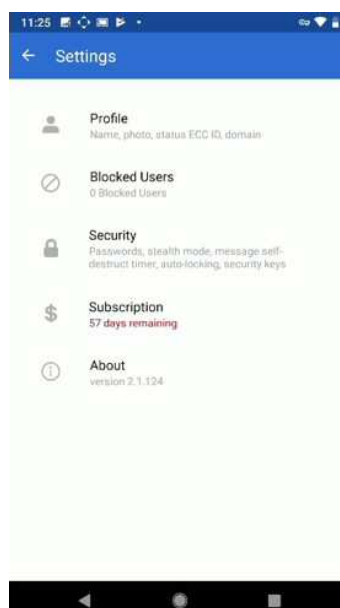 11:25
Settings
Profile
Name, photo, status ECC ID, domain
Blocked Users
0 Blocked Users
Security
Passwords, stealth mode, message self-
destruct timer, auto-locking, security keys
$
Subscription
57 days remaining
About
version 2.1.124